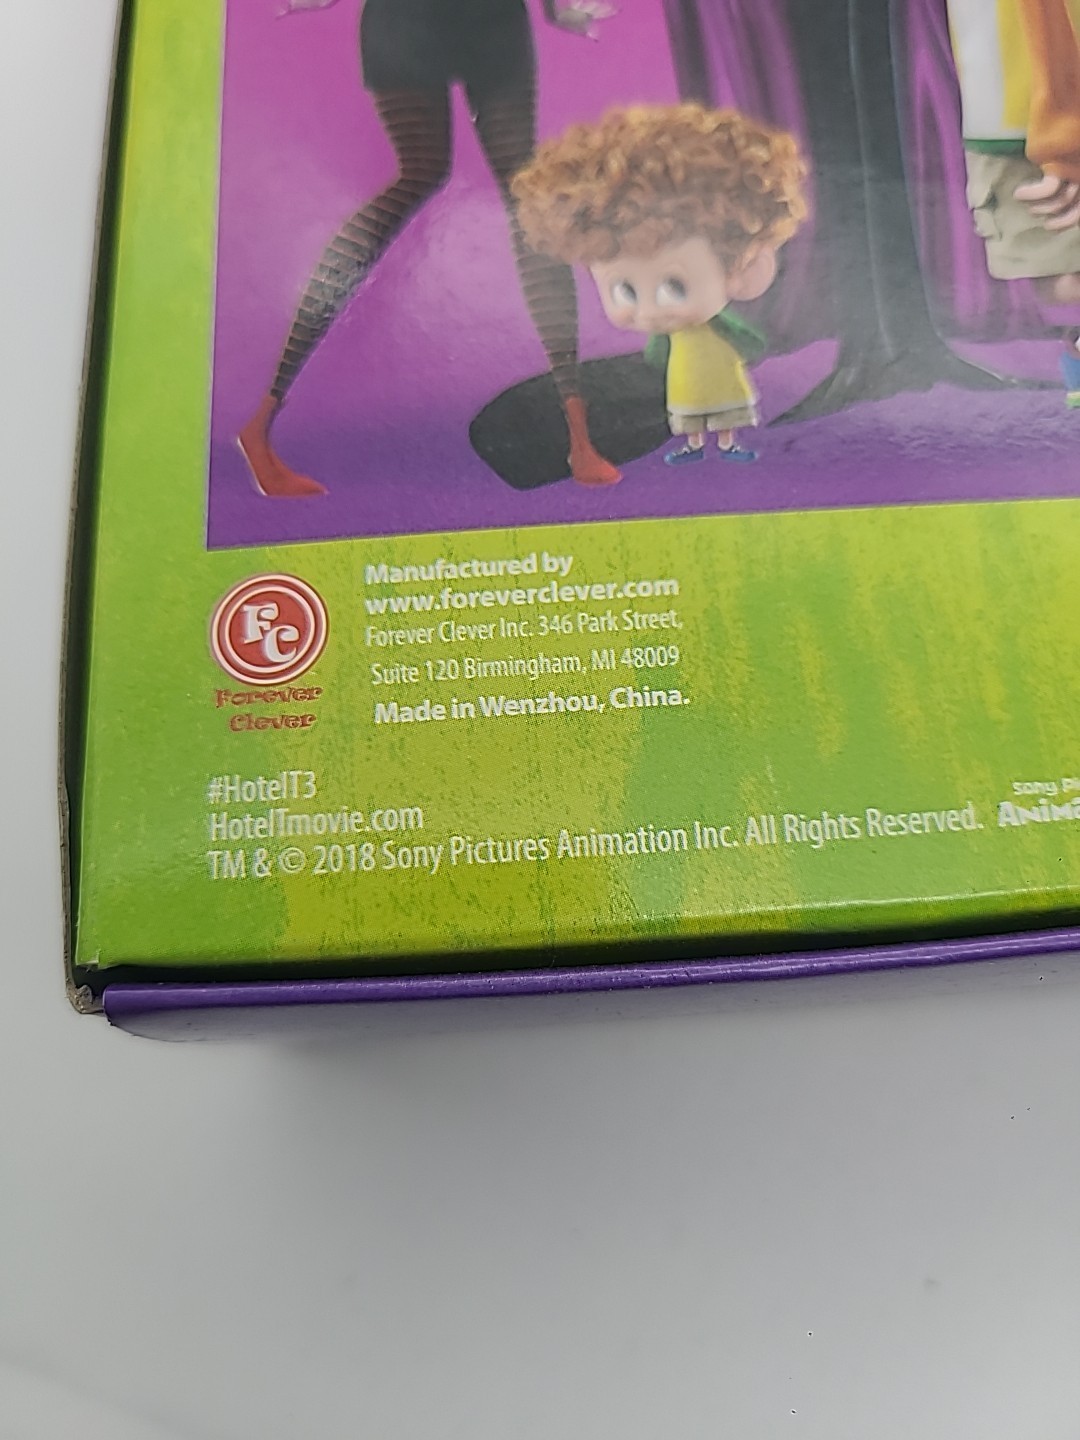 Manufactured by
www.foreverclever.com
Forever Clever Inc. 346 Park Street,
Suite 120 Birmingham, MI 48009
Made in Wenzhou, China.
FC
Forever
Clever
#HotelT3
HotelTmovie.com
TM & © 2018 Sony Pictures Animation Inc. All Rights Reserved.
Sony